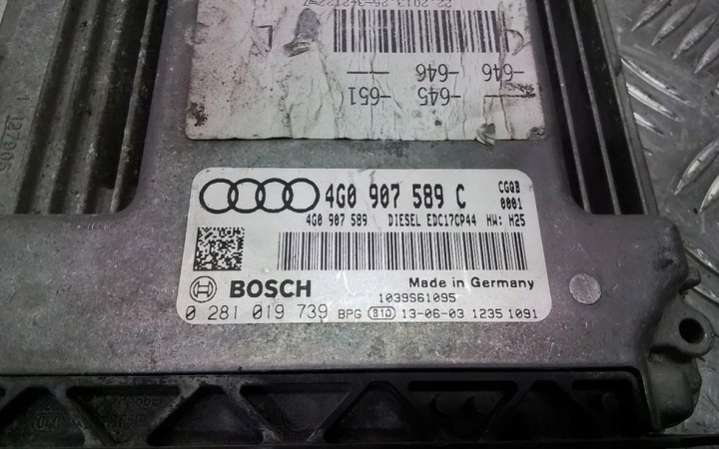 -646 -646 —
— -645 -651
4G0 907 589 C
CGQB
0001
4G0 907 589 DIESEL EDC17CP44 HW: H25
BOSCH
Made in Germany
1039S61095
0 281 019 739 BPG 810 13-06-03 1235 1091